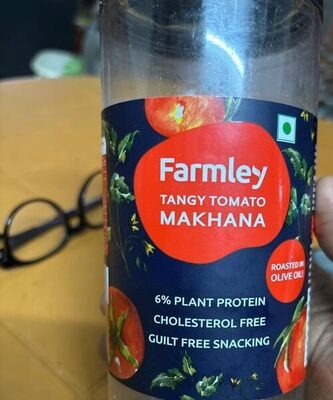 Farmley
TANGY TOMATO
MAKHANA
ROASTED IN
OLIVE OIL!
6% PLANT PROTEIN
CHOLESTEROL FREE
GUILT FREE SNACKING